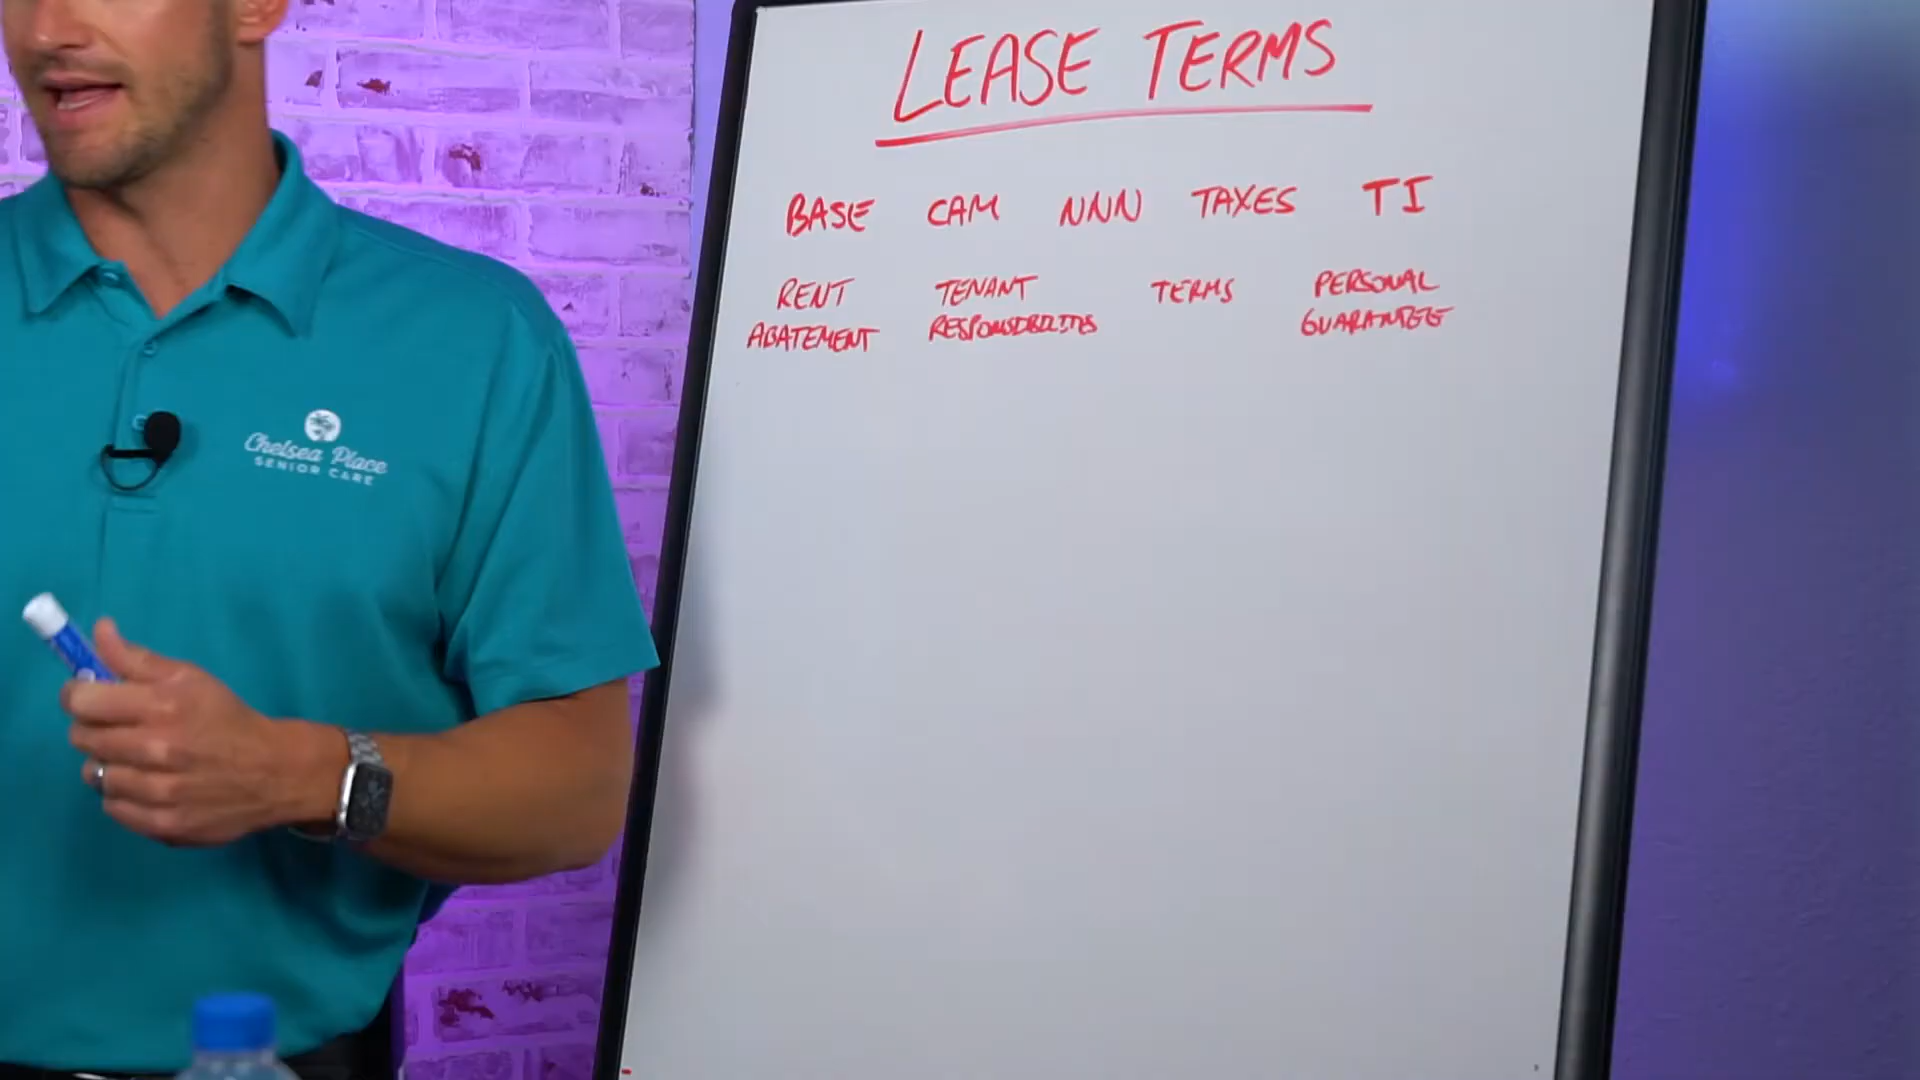 LEASE TERMS
BASE CAM NNN TAXES TI
RENT ABATEMENT
TENANT RESPONSIBILITIES
TERMS
PERSONAL GUARANTEE
Chelsea Place
SENIOR CARE